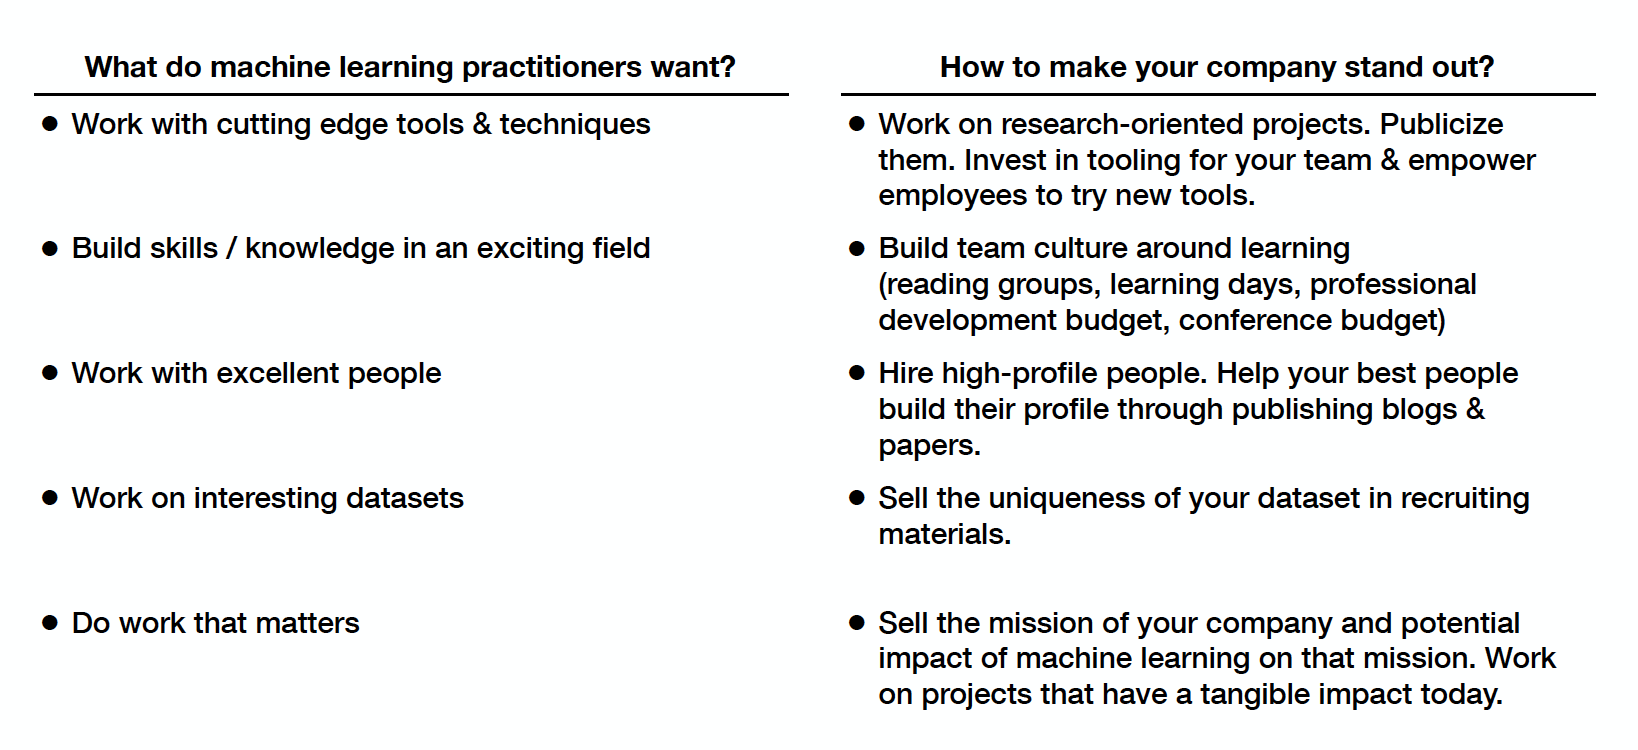 What do machine learning practitioners want?
● Work with cutting edge tools & techniques
● Build skills / knowledge in an exciting field
● Work with excellent people
● Work on interesting datasets
● Do work that matters
How to make your company stand out?
● Work on research-oriented projects. Publicize
them. Invest in tooling for your team & empower
employees to try new tools.
● Build team culture around learning
(reading groups, learning days, professional
development budget, conference budget)
● Hire high-profile people. Help your best people
build their profile through publishing blogs &
papers.
● Sell the uniqueness of your dataset in recruiting
materials.
● Sell the mission of your company and potential
impact of machine learning on that mission. Work
on projects that have a tangible impact today.